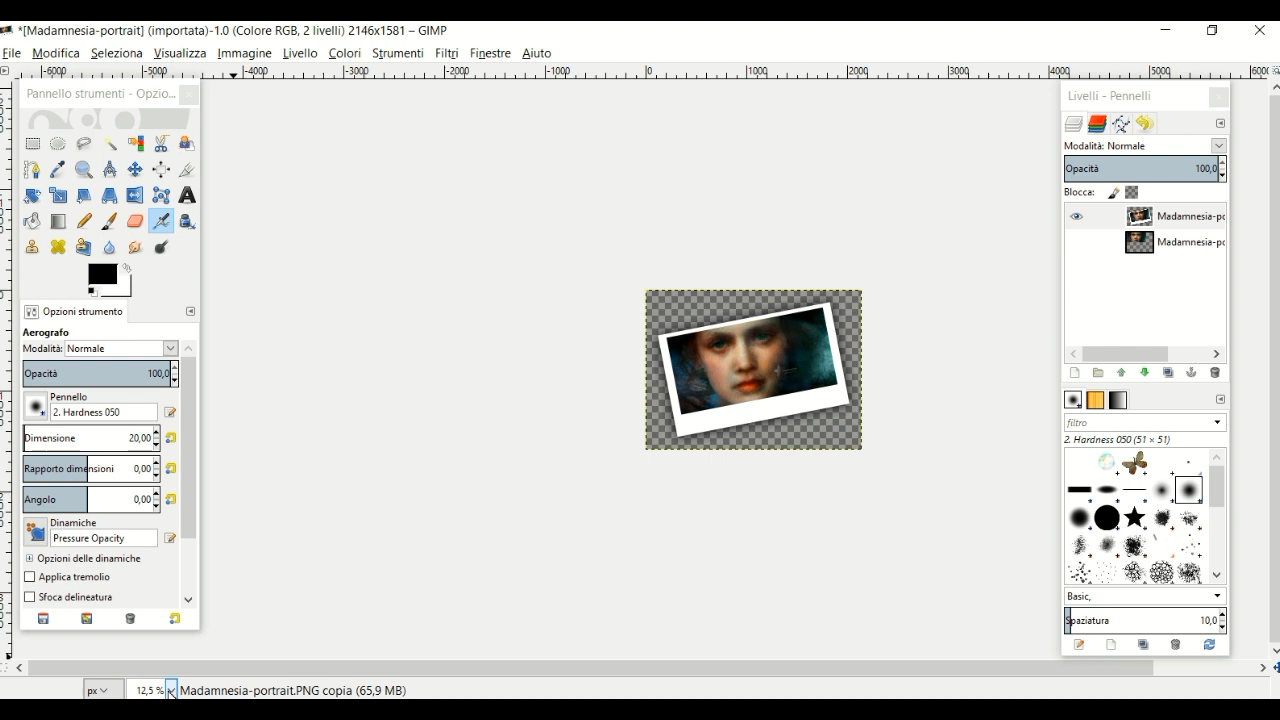 *[Madamnesia-portrait] (importata)-1.0 (Colore RGB, 2 livelli) 2146x1581 – GIMP
File Modifica Seleziona Visualizza Immagine Livello Colori Strumenti Filtri Finestre Aiuto
-6000 -5000 -4000 -3000 -2000 -1000 0 1000 2000 3000 4000 5000 6000
Pannello strumenti - Opzio...
Opzioni strumento
Aerografo
Modalità: Normale
Opacità 100,0
Pennello
2. Hardness 050
Dimensione 20,00
Rapporto dimensioni 0,00
Angolo 0,00
Dinamiche
Pressure Opacity
Opzioni delle dinamiche
Applica tremolio
Sfoca delineatura
Livelli - Pennelli
Modalità: Normale
Opacità 100,0
Blocca:
Madamnesia-po
Madamnesia-po
filtro
2. Hardness 050 (51 × 51)
Basic,
Spaziatura 10,0
px 12,5 % Madamnesia-portrait.PNG copia (65,9 MB)